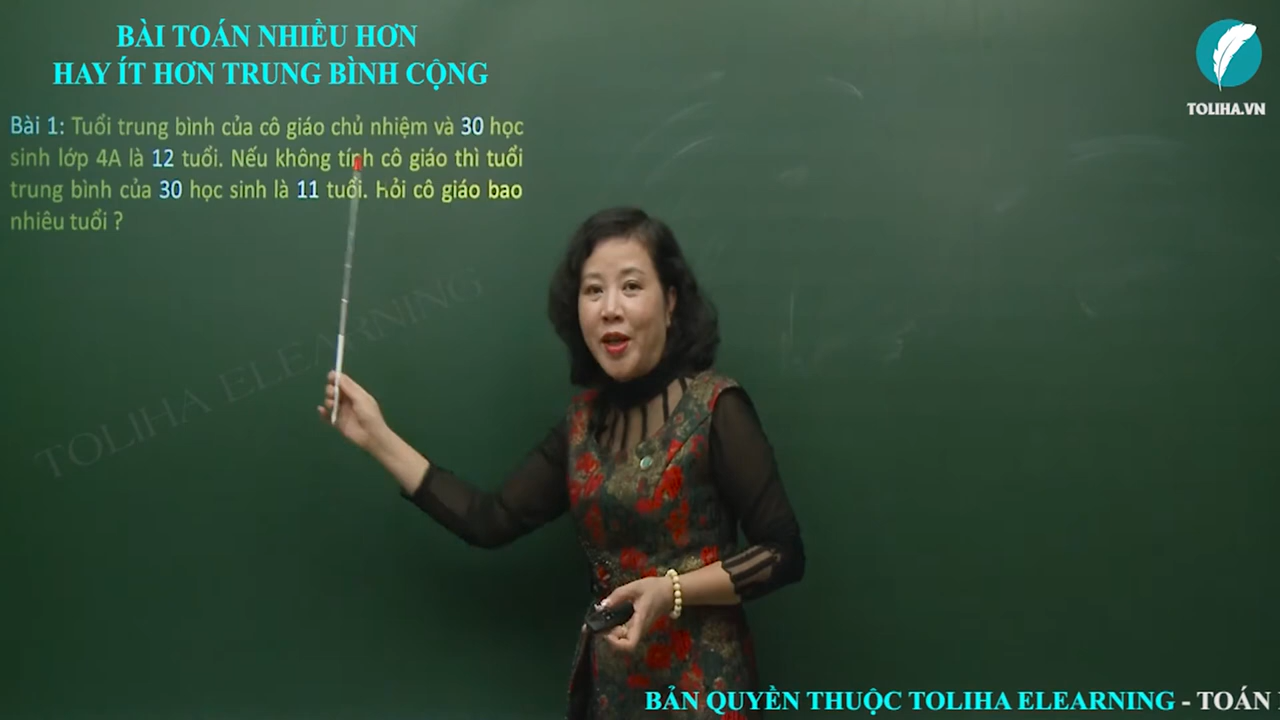 BÀI TOÁN NHIỀU HƠN
HAY ÍT HƠN TRUNG BÌNH CỘNG
TOLIHA.VN
Bài 1: Tuổi trung bình của cô giáo chủ nhiệm và 30 học
sinh lớp 4A là 12 tuổi. Nếu không tính cô giáo thì tuổi
trung bình của 30 học sinh là 11 tuổi. Hỏi cô giáo bao
nhiêu tuổi ?
TOLIHA ELEARNING
BẢN QUYỀN THUỘC TOLIHA ELEARNING - TOÁN